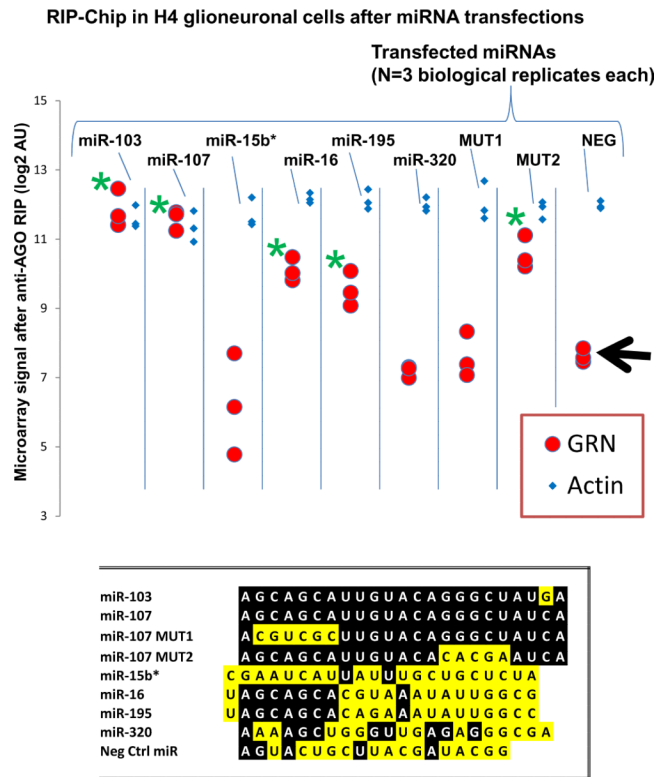 RIP-Chip in H4 glioneuronal cells after miRNA transfections
Transfected miRNAs
(N=3 biological replicates each)
Microarray signal after anti-AGO RIP (log2 AU)
15
13
11
9
7
5
3
miR-103
miR-107
miR-15b*
miR-16
miR-195
miR-320
MUT1
MUT2
NEG
* * * * *
GRN
Actin
miR-103 AGCAGCAUUGUACAGGGCUAUGA
miR-107 AGCAGCAUUGUACAGGGCUAUCA
miR-107 MUT1 ACGUCGCUUGUACAGGGCUAUCA
miR-107 MUT2 AGCAGCAUUGUACACACGAAUCA
miR-15b* CGAAUCAUUAUUUGCUGCUCUA
miR-16 UAGCAGCACGUAAAUAUUGGCG
miR-195 UAGCAGCACAGAAAUAUUGGCC
miR-320 AAAAGCUGGGUUGAGAGGGCGA
Neg Ctrl miR AGUACUGCUUACGAUACGG